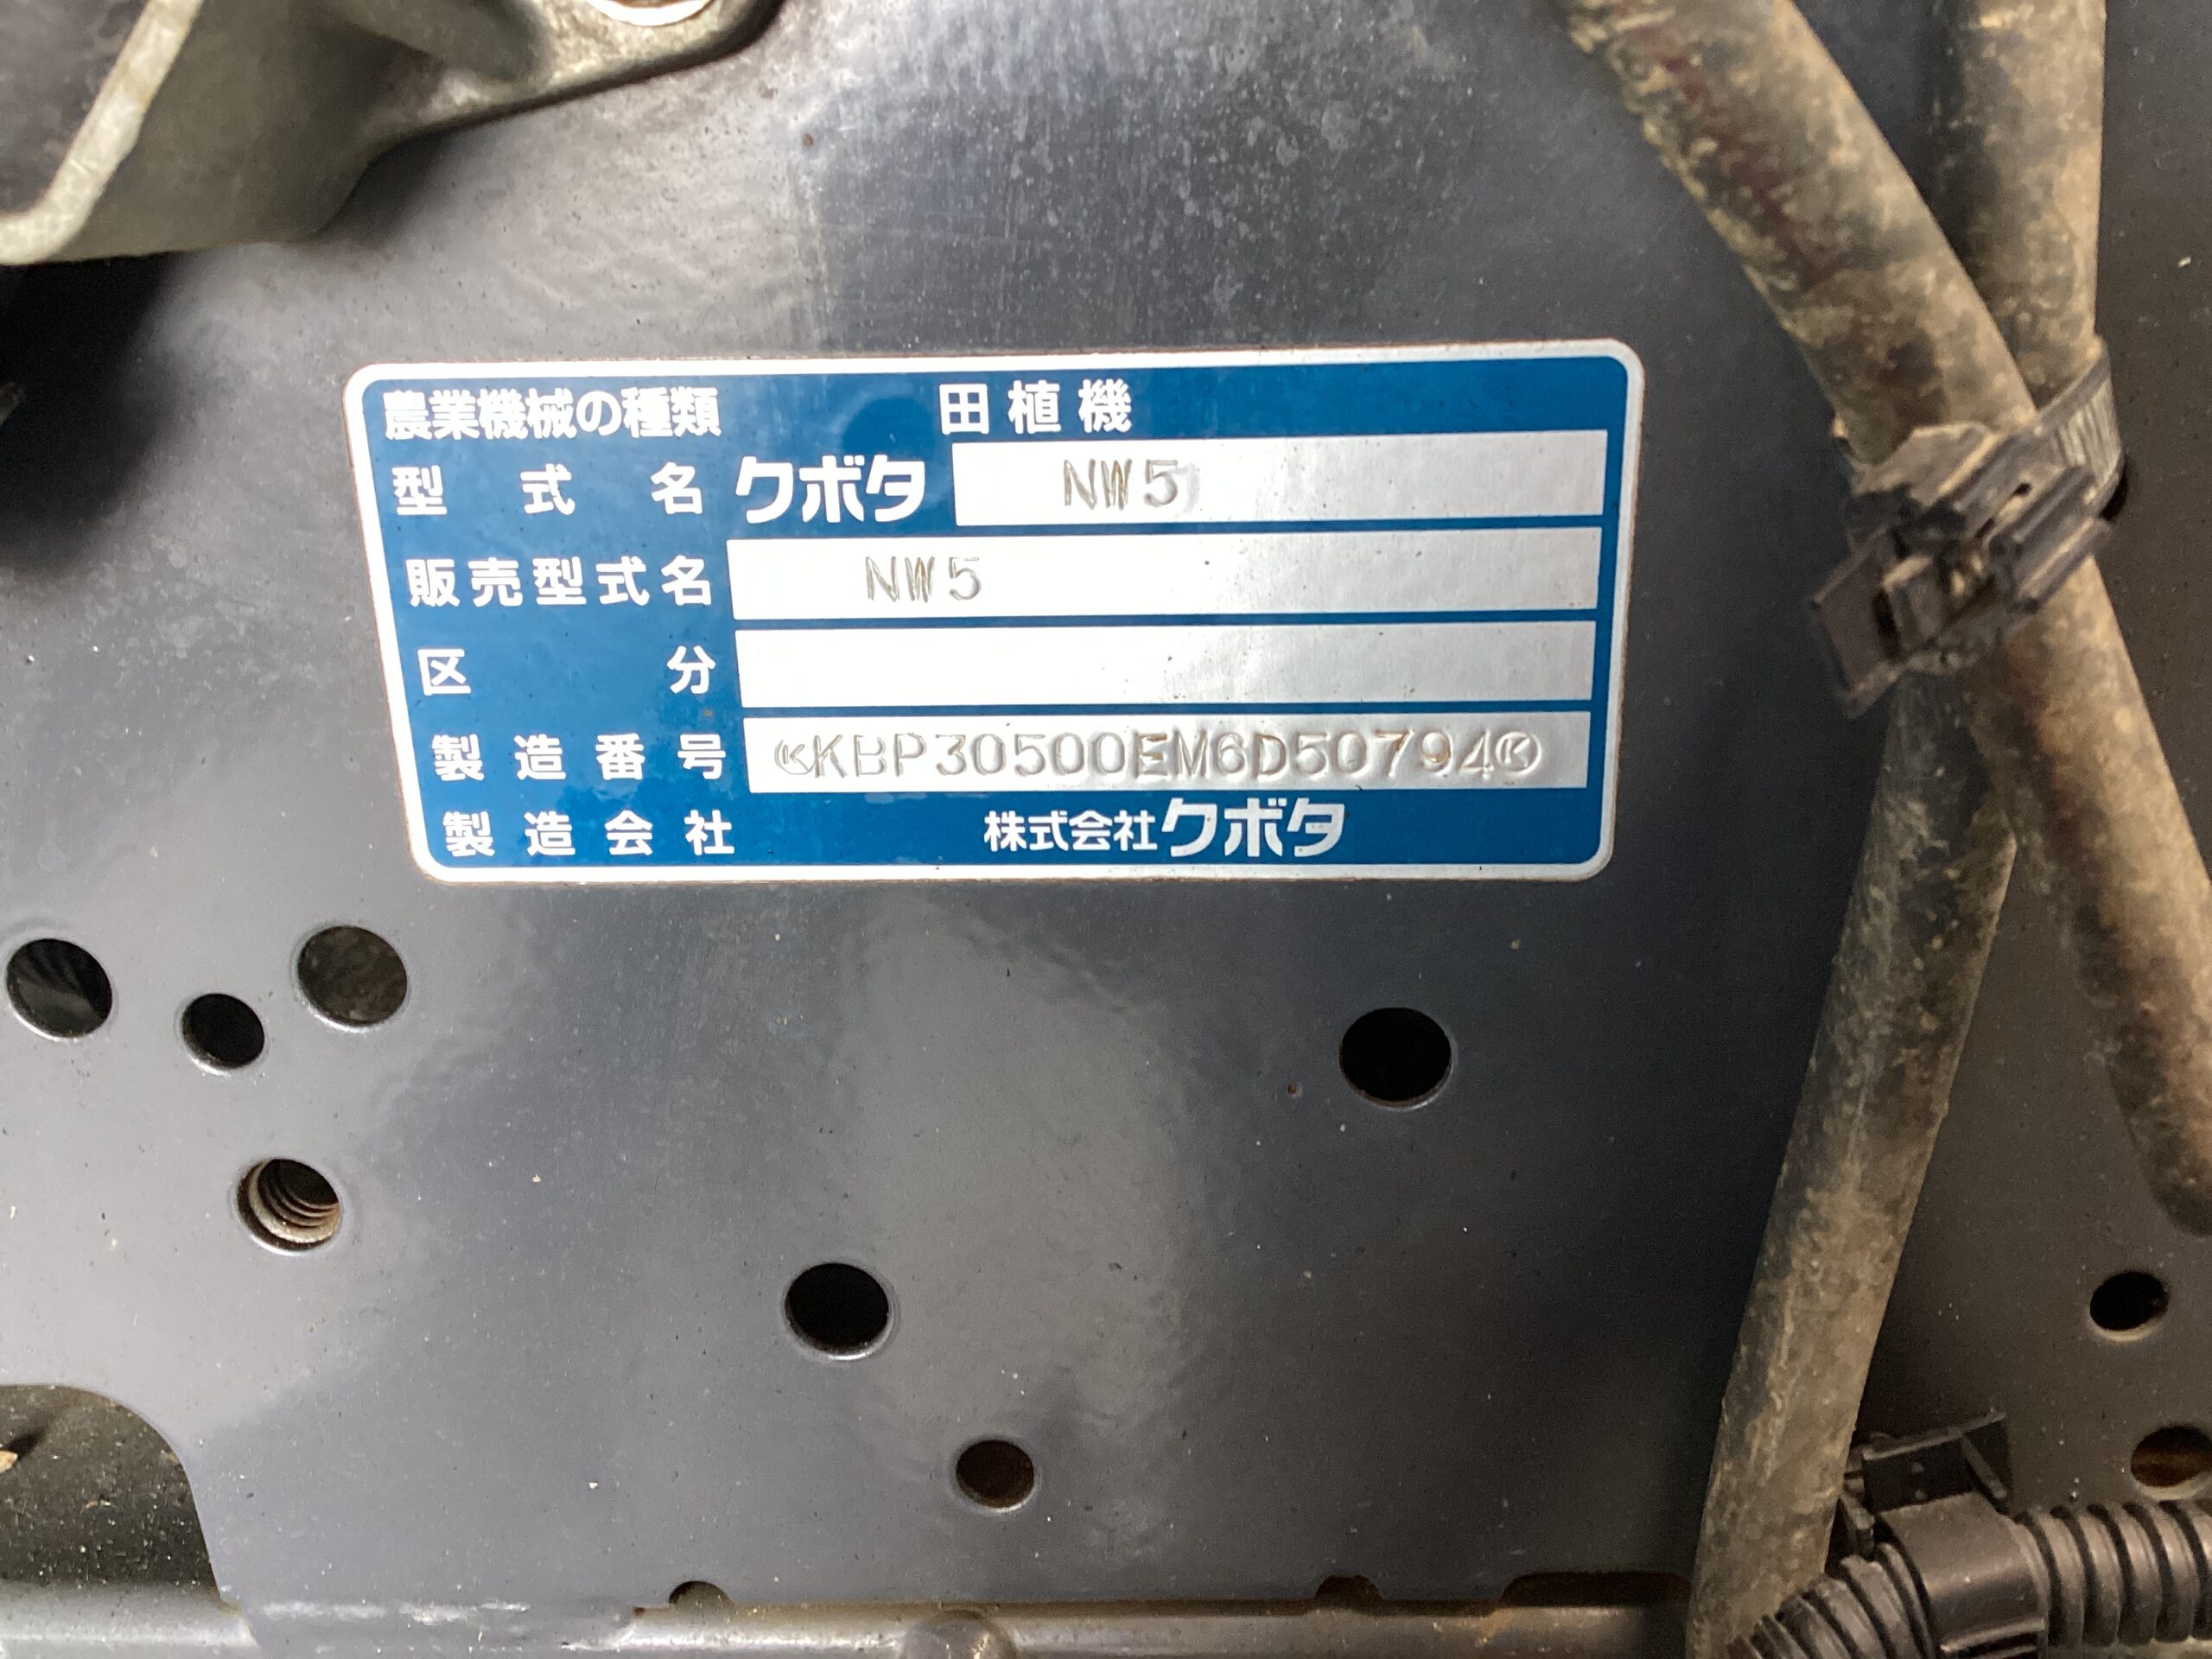 農業機械の種類 田植機
型式名 クボタ NW5
販売型式名 NW5
区分
製造番号 ⓀKBP30500EM6D50794Ⓚ
製造会社 株式会社クボタ